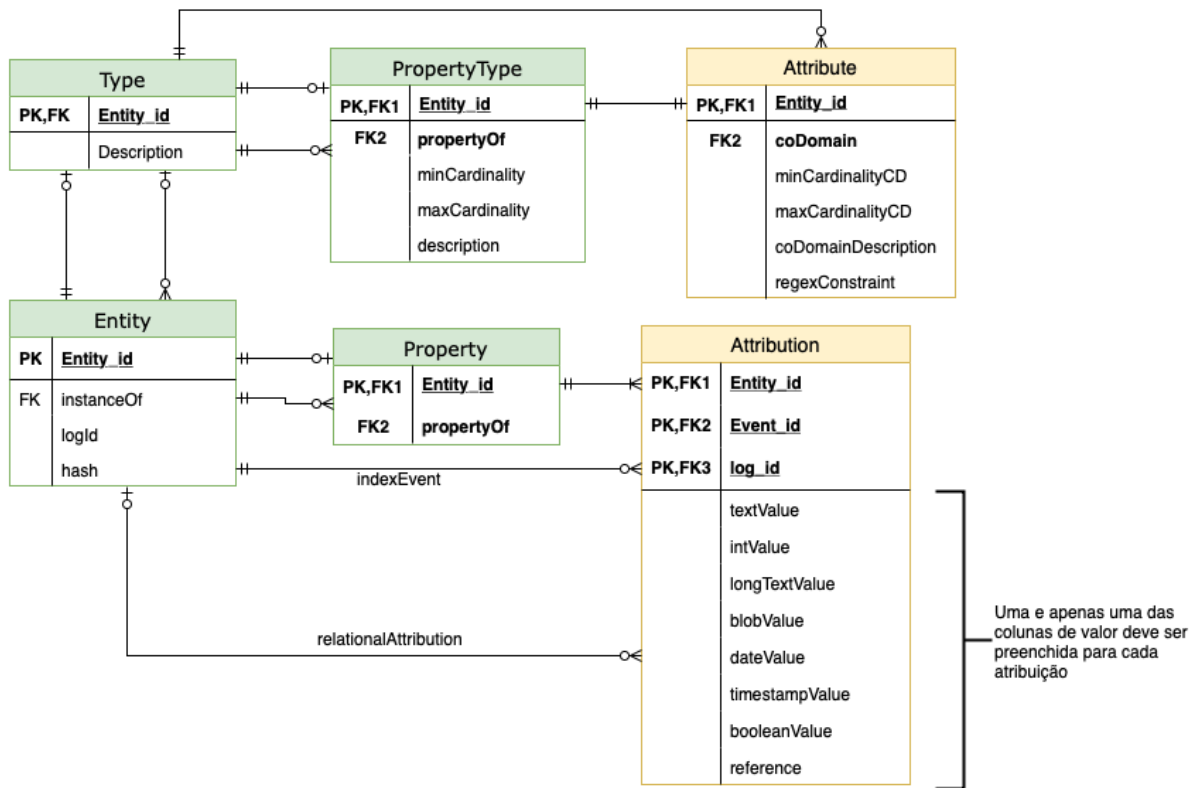 Type
PK,FK Entity_id
Description
PropertyType
PK,FK1 Entity_id
FK2 propertyOf
minCardinality
maxCardinality
description
Attribute
PK,FK1 Entity_id
FK2 coDomain
minCardinalityCD
maxCardinalityCD
coDomainDescription
regexConstraint
Entity
PK Entity_id
FK instanceOf
logId
hash
Property
PK,FK1 Entity_id
FK2 propertyOf
Attribution
PK,FK1 Entity_id
PK,FK2 Event_id
PK,FK3 log_id
textValue
intValue
longTextValue
blobValue
dateValue
timestampValue
booleanValue
reference
indexEvent
relationalAttribution
Uma e apenas uma das
colunas de valor deve ser
preenchida para cada
atribuição